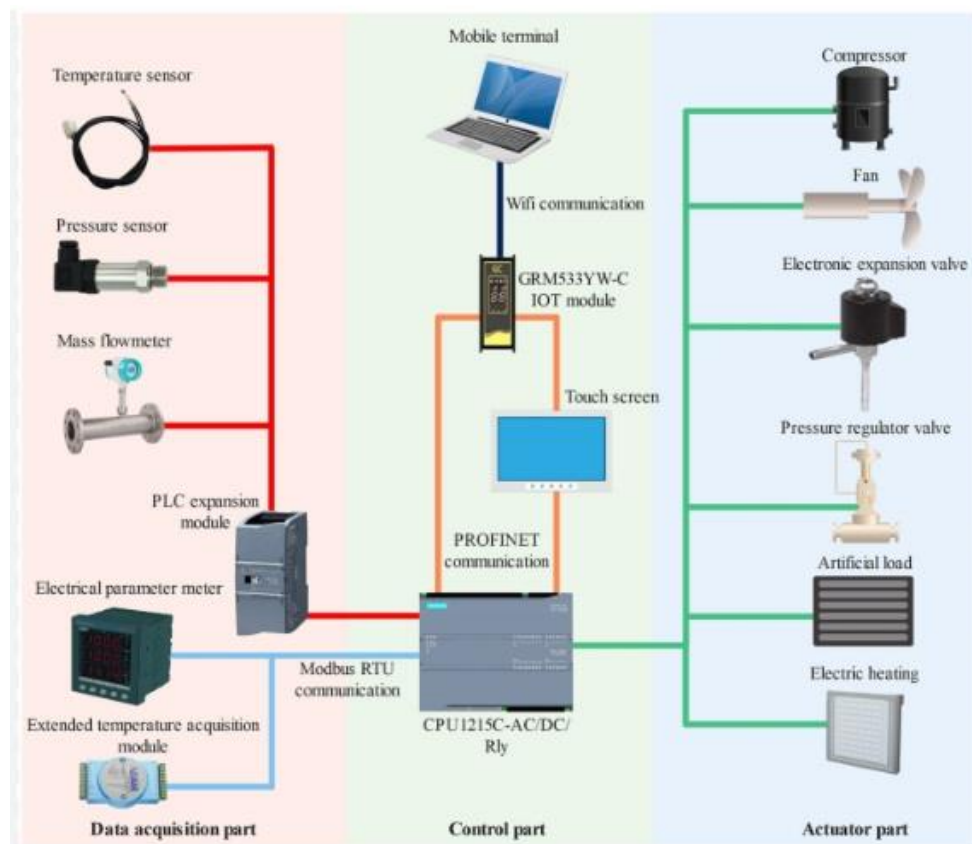 Temperature sensor
Pressure sensor
Mass flowmeter
PLC expansion
module
Electrical parameter meter
Extended temperature acquisition
module
Data acquisition part
Mobile terminal
Wifi communication
GRM533YW-C
IOT module
Touch screen
PROFINET
communication
Modbus RTU
communication
CPU1215C-AC/DC/
Rly
Control part
Compressor
Fan
Electronic expansion valve
Pressure regulator valve
Artificial load
Electric heating
Actuator part